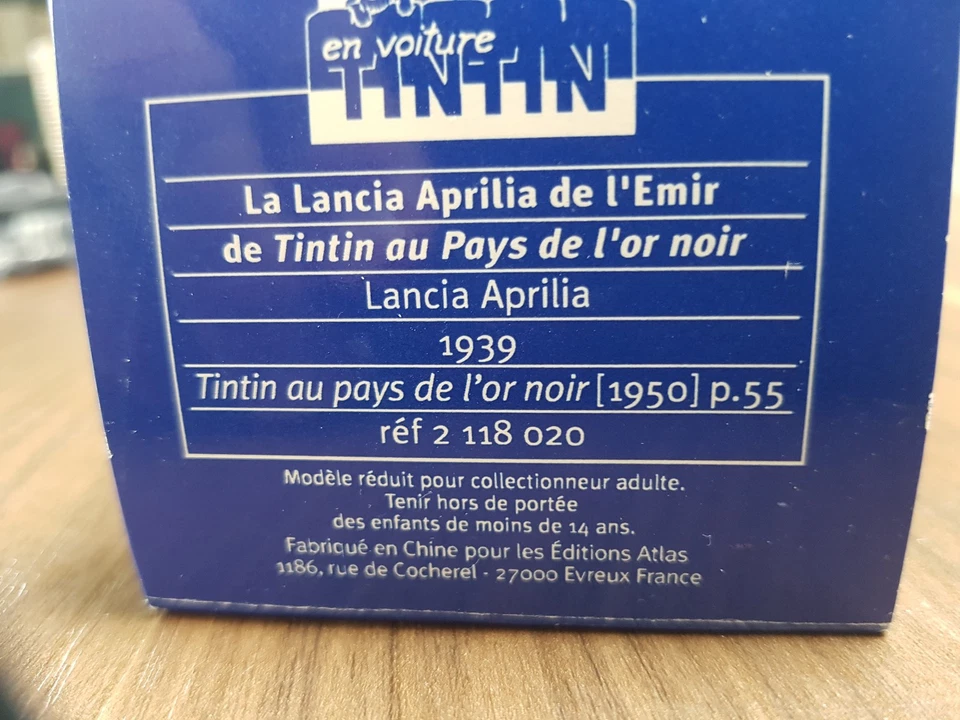 en voiture
TINTIN
La Lancia Aprilia de l'Emir
de Tintin au Pays de l'or noir
Lancia Aprilia
1939
Tintin au pays de l'or noir [1950] p.55
réf 2 118 020
Modèle réduit pour collectionneur adulte.
Tenir hors de portée
des enfants de moins de 14 ans.
Fabriqué en Chine pour les Éditions Atlas
1186, rue de Cocherel - 27000 Evreux France